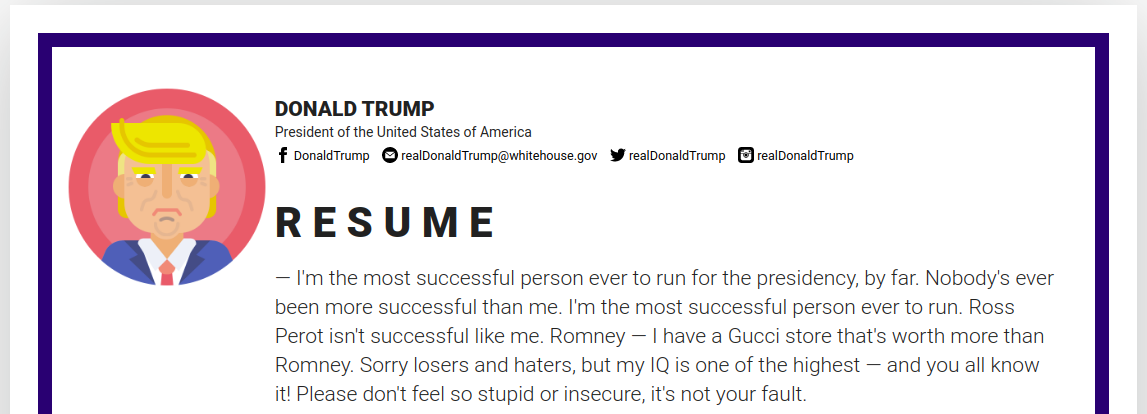 DONALD TRUMP
President of the United States of America
DonaldTrump realDonaldTrump@whitehouse.gov realDonaldTrump realDonaldTrump
RESUME
— I'm the most successful person ever to run for the presidency, by far. Nobody's ever
been more successful than me. I'm the most successful person ever to run. Ross
Perot isn't successful like me. Romney — I have a Gucci store that's worth more than
Romney. Sorry losers and haters, but my IQ is one of the highest — and you all know
it! Please don't feel so stupid or insecure, it's not your fault.